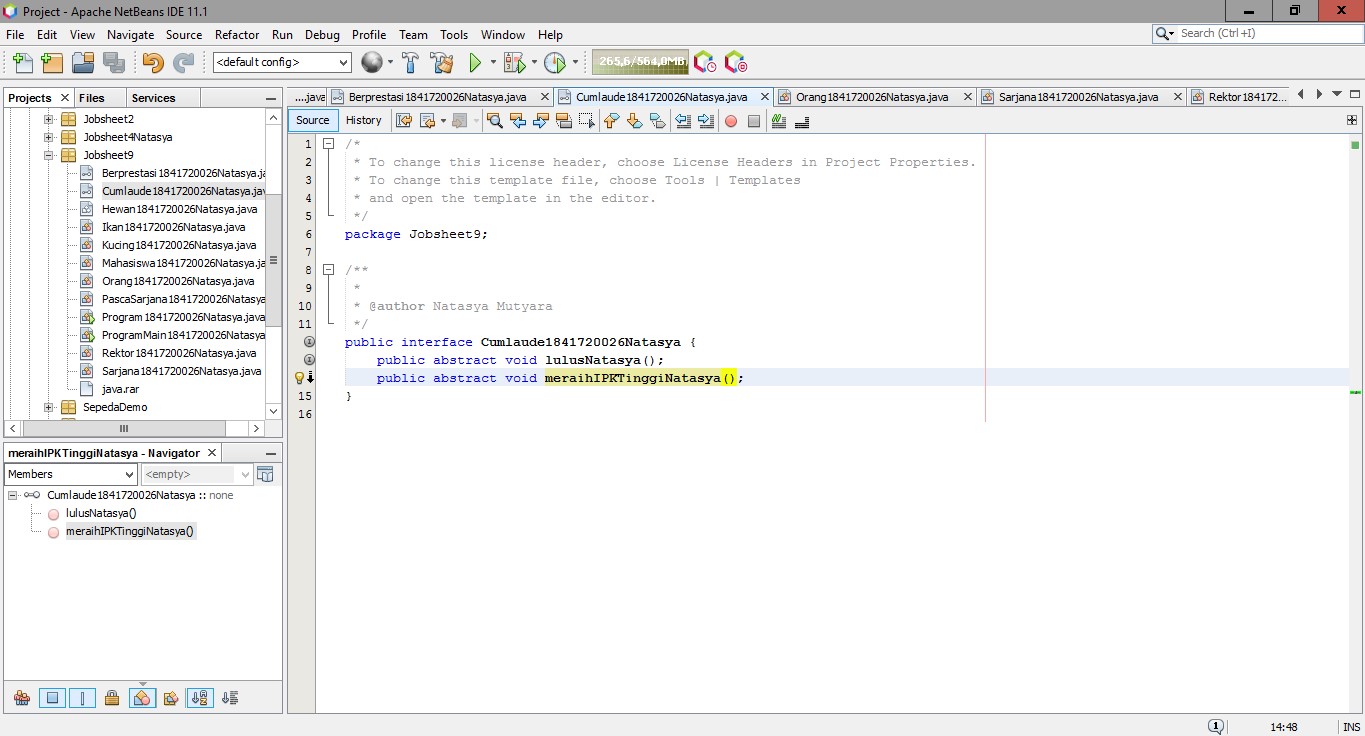 Project - Apache NetBeans IDE 11.1
File Edit View Navigate Source Refactor Run Debug Profile Team Tools Window Help
Search (Ctrl+I)
<default config>
265,6/564,0MB
Projects Files Services
....java Berprestasi1841720026Natasya.java Cumlaude1841720026Natasya.java Orang1841720026Natasya.java Sarjana1841720026Natasya.java Rektor184172...
Source History
Jobsheet2
Jobsheet4Natasya
Jobsheet9
Berprestasi1841720026Natasya.ja
Cumlaude1841720026Natasya.jav
Hewan1841720026Natasya.java
Ikan1841720026Natasya.java
Kucing1841720026Natasya.java
Mahasiswa1841720026Natasya.ja
Orang1841720026Natasya.java
PascaSarjana1841720026Natasya
Program1841720026Natasya.java
ProgramMain1841720026Natasya
Rektor1841720026Natasya.java
Sarjana1841720026Natasya.java
java.rar
SepedaDemo
1 /*
2 * To change this license header, choose License Headers in Project Properties.
3 * To change this template file, choose Tools | Templates
4 * and open the template in the editor.
5 */
6 package Jobsheet9;
7
8 /**
9 *
10 * @author Natasya Mutyara
11 */
public interface Cumlaude1841720026Natasya {
public abstract void lulusNatasya();
public abstract void meraihIPKTinggiNatasya();
15 }
16
meraihIPKTinggiNatasya - Navigator
Members <empty>
Cumlaude1841720026Natasya :: none
lulusNatasya()
meraihIPKTinggiNatasya()
1 14:48 INS